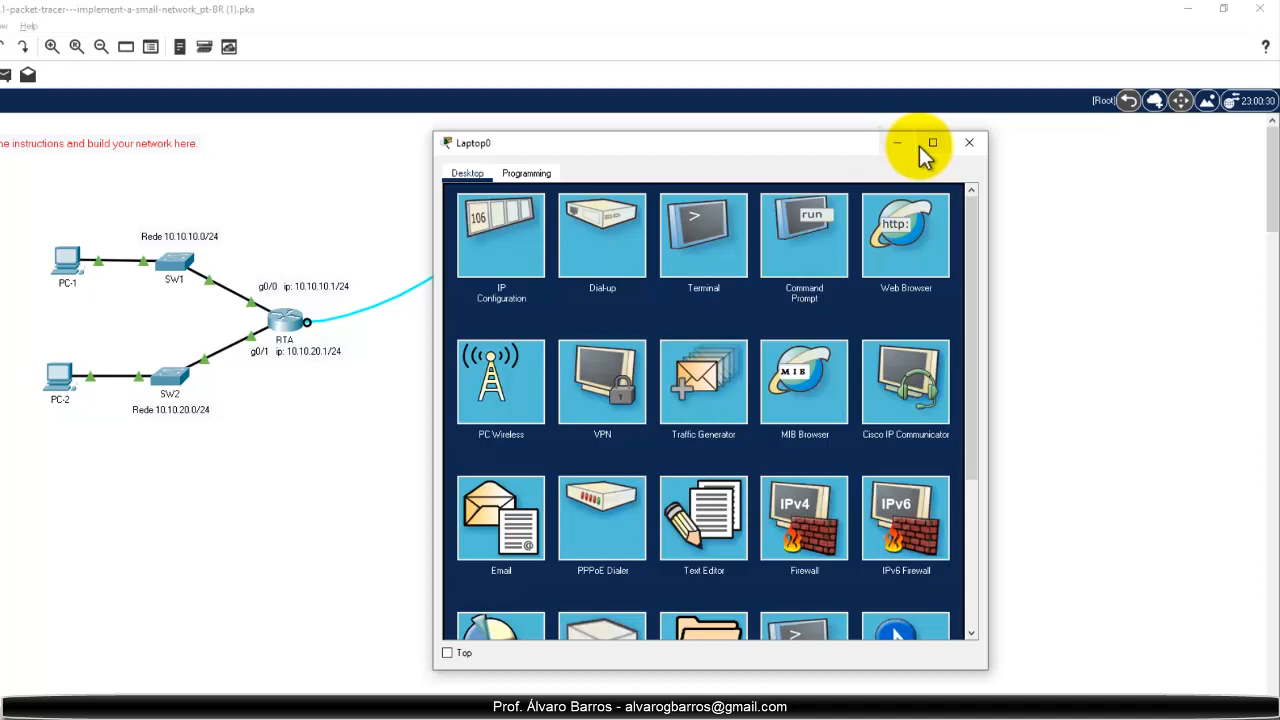 .1-packet-tracer---implement-a-small-network_pt-BR (1).pka
Help
?
[Root]
23:00:30
he instructions and build your network here.
Laptop0
Desktop
Programming
106
>
run
http:
IP
Configuration
Dial-up
Terminal
Command
Prompt
Web Browser
MIB
PC Wireless
VPN
Traffic Generator
MIB Browser
Cisco IP Communicator
@
IPv4
IPv6
Email
PPPoE Dialer
Text Editor
Firewall
IPv6 Firewall
>
Top
Rede 10.10.10.0/24
PC-1
SW1
g0/0 ip: 10.10.10.1/24
RTA
g0/1 ip: 10.10.20.1/24
PC-2
SW2
Rede 10.10.20.0/24
Prof. Álvaro Barros - alvarogbarros@gmail.com